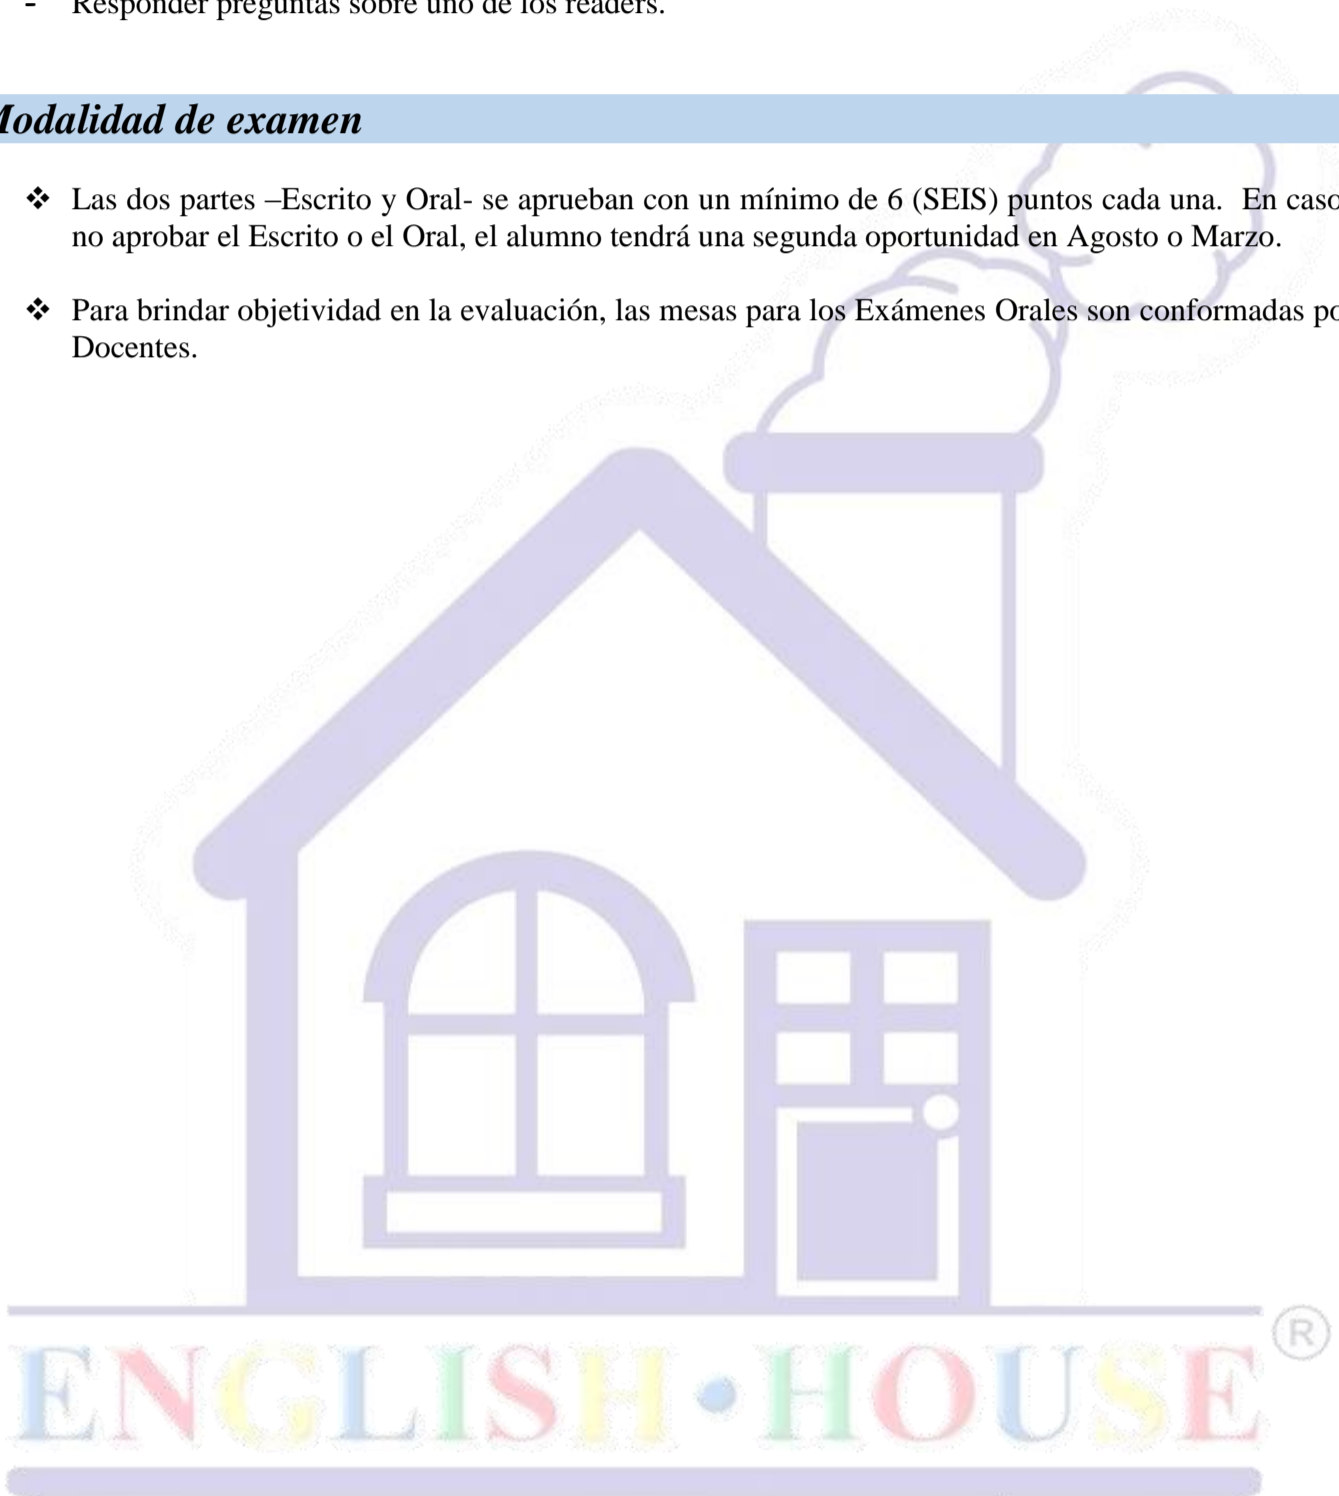 - Responder preguntas sobre uno de los readers.
Modalidad de examen
❖ Las dos partes –Escrito y Oral- se aprueban con un mínimo de 6 (SEIS) puntos cada una. En caso
no aprobar el Escrito o el Oral, el alumno tendrá una segunda oportunidad en Agosto o Marzo.
❖ Para brindar objetividad en la evaluación, las mesas para los Exámenes Orales son conformadas po
Docentes.
ENGLISH • HOUSE ®